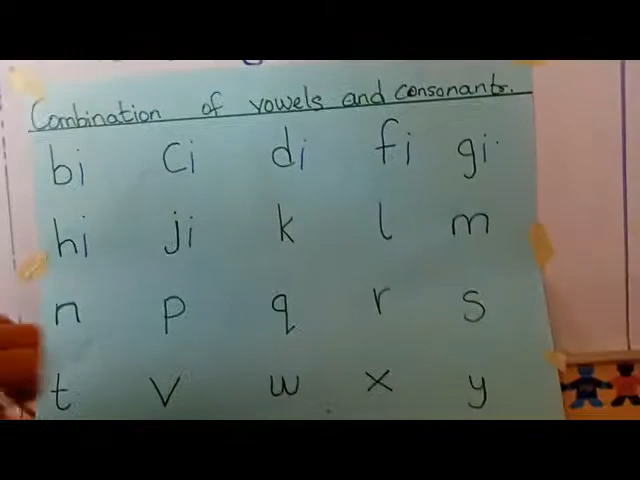 Combination of vowels and consonants.
bi ci di fi gi
hi ji k l m
n p q r s
t v w x y